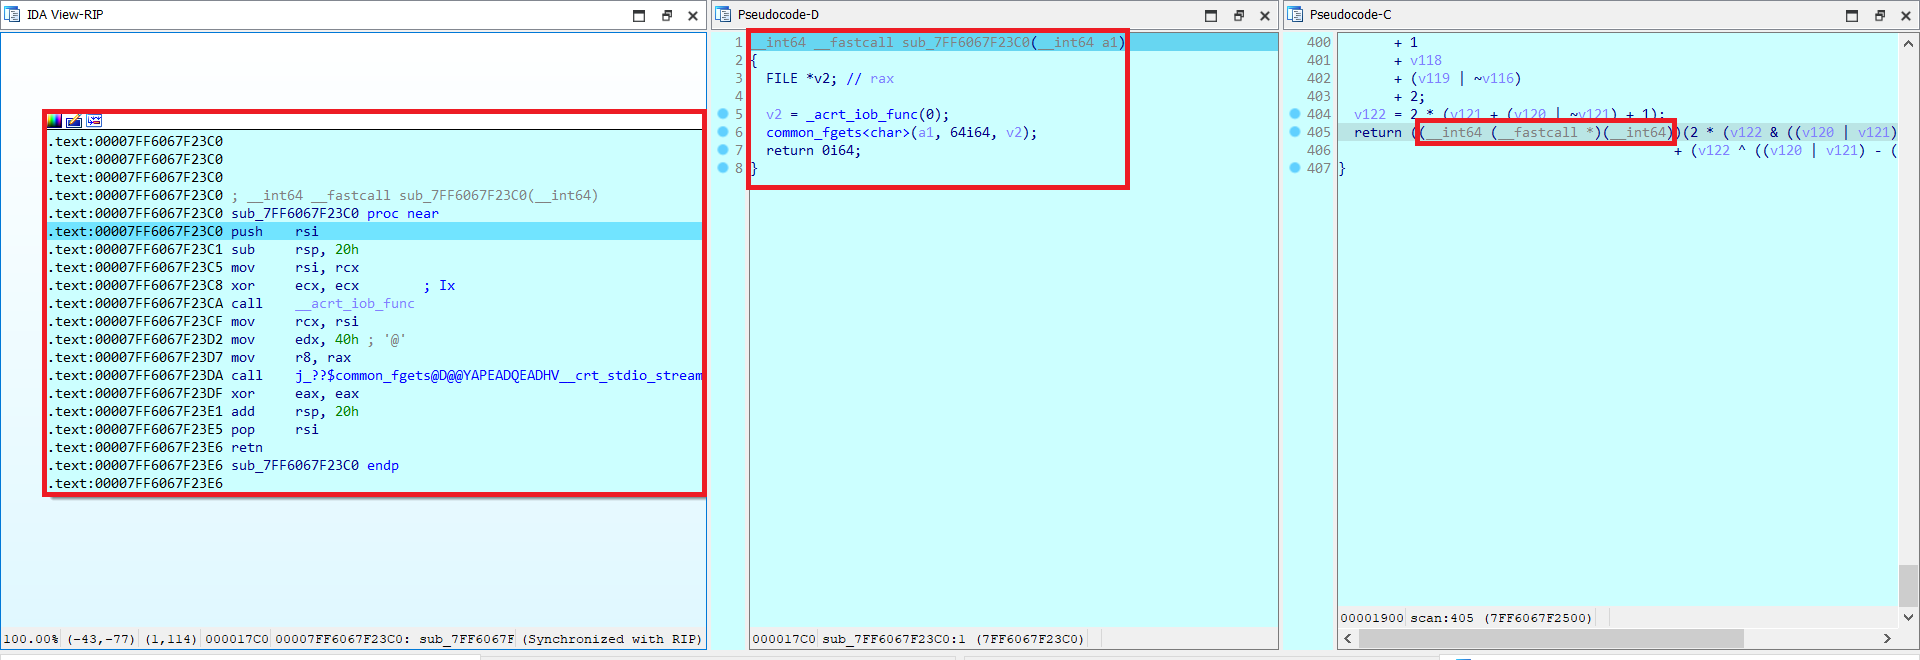 IDA View-RIP
.text:00007FF6067F23C0
.text:00007FF6067F23C0
.text:00007FF6067F23C0
.text:00007FF6067F23C0 ; __int64 __fastcall sub_7FF6067F23C0(__int64)
.text:00007FF6067F23C0 sub_7FF6067F23C0 proc near
.text:00007FF6067F23C0 push    rsi
.text:00007FF6067F23C1 sub     rsp, 20h
.text:00007FF6067F23C5 mov     rsi, rcx
.text:00007FF6067F23C8 xor     ecx, ecx        ; Ix
.text:00007FF6067F23CA call    __acrt_iob_func
.text:00007FF6067F23CF mov     rcx, rsi
.text:00007FF6067F23D2 mov     edx, 40h ; '@'
.text:00007FF6067F23D7 mov     r8, rax
.text:00007FF6067F23DA call    j_??$common_fgets@D@@YAPEADQEADHV__crt_stdio_stream
.text:00007FF6067F23DF xor     eax, eax
.text:00007FF6067F23E1 add     rsp, 20h
.text:00007FF6067F23E5 pop     rsi
.text:00007FF6067F23E6 retn
.text:00007FF6067F23E6 sub_7FF6067F23C0 endp
.text:00007FF6067F23E6
100.00% (-43,-77) (1,114) 000017C0 00007FF6067F23C0: sub_7FF6067F (Synchronized with RIP)
Pseudocode-D
1 __int64 __fastcall sub_7FF6067F23C0(__int64 a1)
2 {
3   FILE *v2; // rax
4
5   v2 = _acrt_iob_func(0);
6   common_fgets<char>(a1, 64i64, v2);
7   return 0i64;
8 }
000017C0 sub_7FF6067F23C0:1 (7FF6067F23C0)
Pseudocode-C
400      + 1
401      + v118
402      + (v119 | ~v116)
403      + 2;
404 v122 = 2 * (v121 + (v120 | ~v121) + 1);
405 return ((__int64 (__fastcall *)(__int64))(2 * (v122 & ((v120 | v121)
406      + (v122 ^ ((v120 | v121) - (
407 }
00001900 scan:405 (7FF6067F2500)